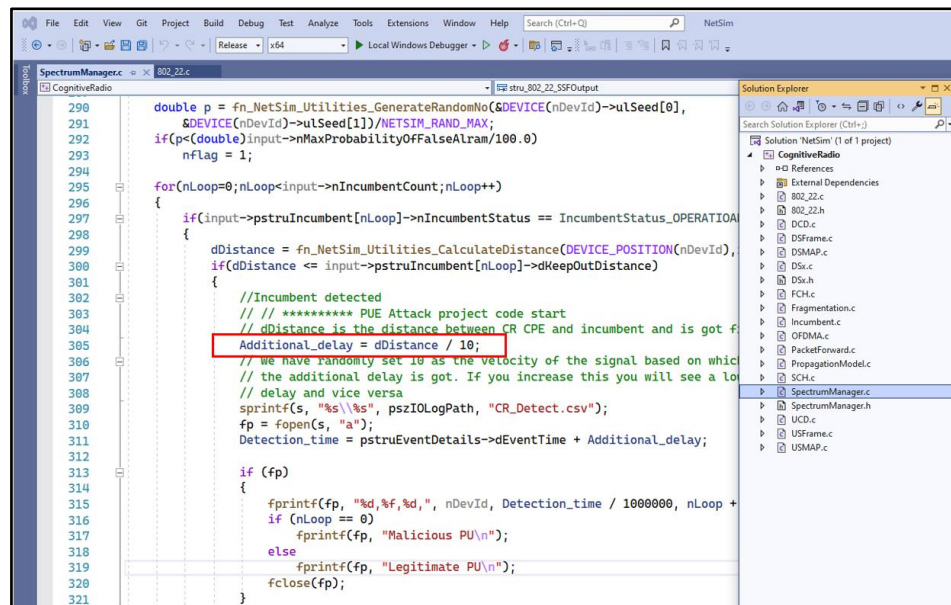 File Edit View Git Project Build Debug Test Analyze Tools Extensions Window Help Search (Ctrl+Q) NetSim
Release x64 Local Windows Debugger
Toolbox
SpectrumManager.c 802_22.c
CognitiveRadio stru_802_22_SSFOutput
290 double p = fn_NetSim_Utilities_GenerateRandomNo(&DEVICE(nDevId)->ulSeed[0],
291 &DEVICE(nDevId)->ulSeed[1])/NETSIM_RAND_MAX;
292 if(p<(double)input->nMaxProbabilityOfFalseAlram/100.0)
293 nflag = 1;
294
295 for(nLoop=0;nLoop<input->nIncumbentCount;nLoop++)
296 {
297 if(input->pstruIncumbent[nLoop]->nIncumbentStatus == IncumbentStatus_OPERATIOA
298 {
299 dDistance = fn_NetSim_Utilities_CalculateDistance(DEVICE_POSITION(nDevId),
300 if(dDistance <= input->pstruIncumbent[nLoop]->dKeepOutDistance)
301 {
302 //Incumbent detected
303 // // ********** PUE Attack project code start
304 // dDistance is the distance between CR CPE and incumbent and is got f
305 Additional_delay = dDistance / 10;
306 // We have randomly set 10 as the velocity of the signal based on whic
307 // the additional delay is got. If you increase this you will see a lo
308 // delay and vice versa
309 sprintf(s, "%s\\%s", pszIOLogPath, "CR_Detect.csv");
310 fp = fopen(s, "a");
311 Detection_time = pstruEventDetails->dEventTime + Additional_delay;
312
313 if (fp)
314 {
315 fprintf(fp, "%d,%f,%d,", nDevId, Detection_time / 1000000, nLoop +
316 if (nLoop == 0)
317 fprintf(fp, "Malicious PU\n");
318 else
319 fprintf(fp, "Legitimate PU\n");
320 fclose(fp);
321 }
Solution Explorer
Search Solution Explorer (Ctrl+;)
Solution 'NetSim' (1 of 1 project)
CognitiveRadio
References
External Dependencies
802_22.c
802_22.h
DCD.c
DSFrame.c
DSMAP.c
DSx.c
DSx.h
FCH.c
Fragmentation.c
Incumbent.c
OFDMA.c
PacketForward.c
PropagationModel.c
SCH.c
SpectrumManager.c
SpectrumManager.h
UCD.c
USFrame.c
USMAP.c